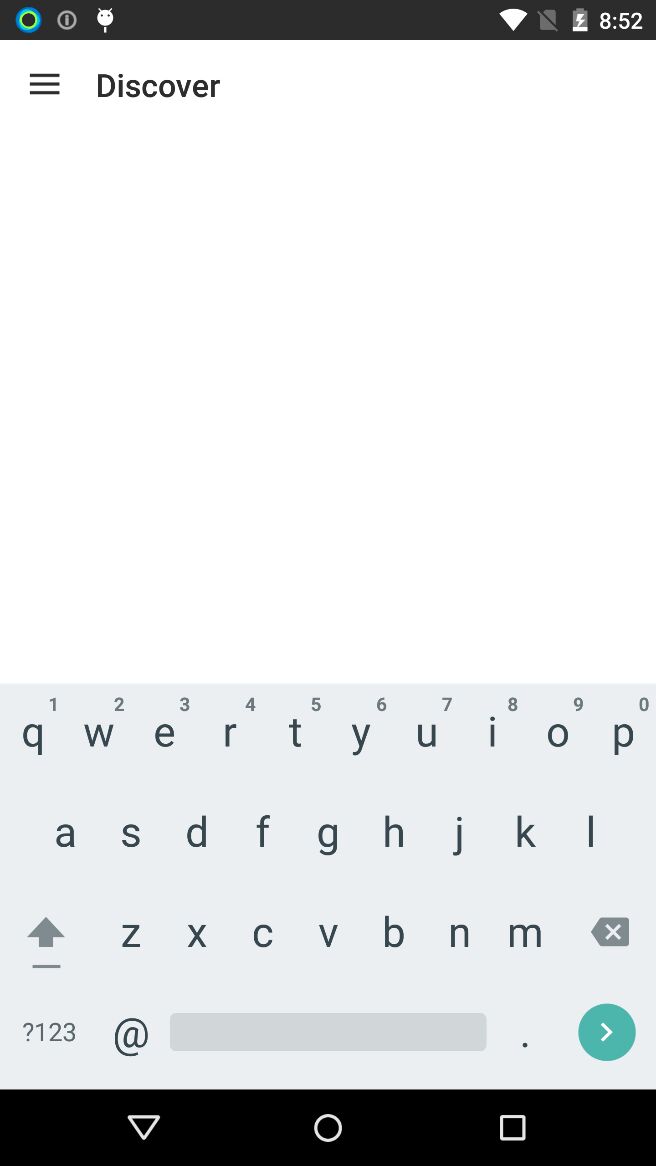 8:52
Discover
1 2 3 4 5 6 7 8 9 0
q w e r t y u i o p
a s d f g h j k l
z x c v b n m
?123 @ .